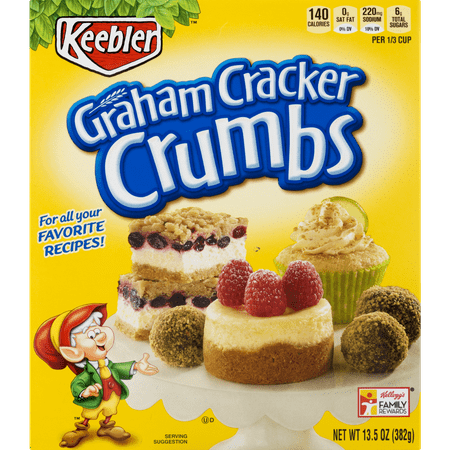 Keebler
™
140
CALORIES
0g
SAT FAT
0% DV
220mg
SODIUM
10% DV
6g
TOTAL
SUGARS
PER 1/3 CUP
Graham Cracker
Crumbs
For all your
FAVORITE
RECIPES!
™
U D
SERVING
SUGGESTION
Kellogg's
FAMILY
REWARDS
NET WT 13.5 OZ (382g)